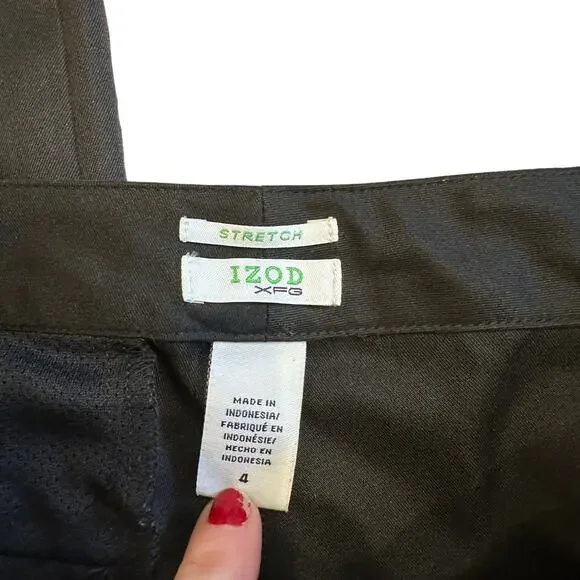 STRETCH
IZOD
XFG
MADE IN
INDONESIA/
FABRIQUÉ EN
INDONÉSIE/
HECHO EN
INDONESIA
4